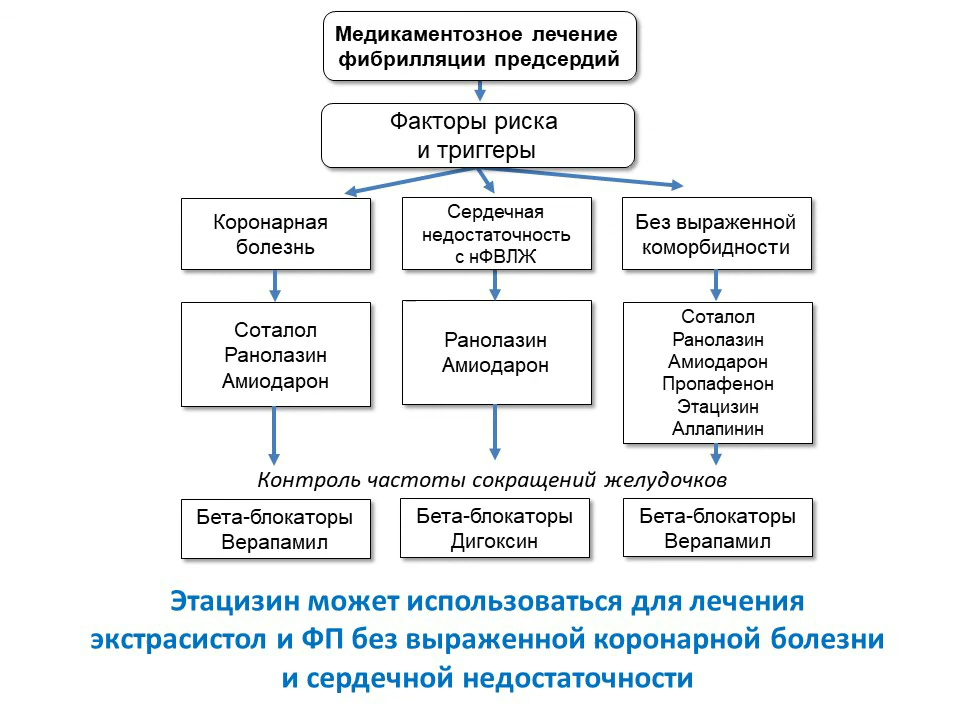 Медикаментозное лечение
фибрилляции предсердий
Факторы риска
и триггеры
Коронарная
болезнь
Сердечная
недостаточность
с нФВЛЖ
Без выраженной
коморбидности
Соталол
Ранолазин
Амиодарон
Ранолазин
Амиодарон
Соталол
Ранолазин
Амиодарон
Пропафенон
Этацизин
Аллапинин
Контроль частоты сокращений желудочков
Бета-блокаторы
Верапамил
Бета-блокаторы
Дигоксин
Бета-блокаторы
Верапамил
Этацизин может использоваться для лечения
экстрасистол и ФП без выраженной коронарной болезни
и сердечной недостаточности